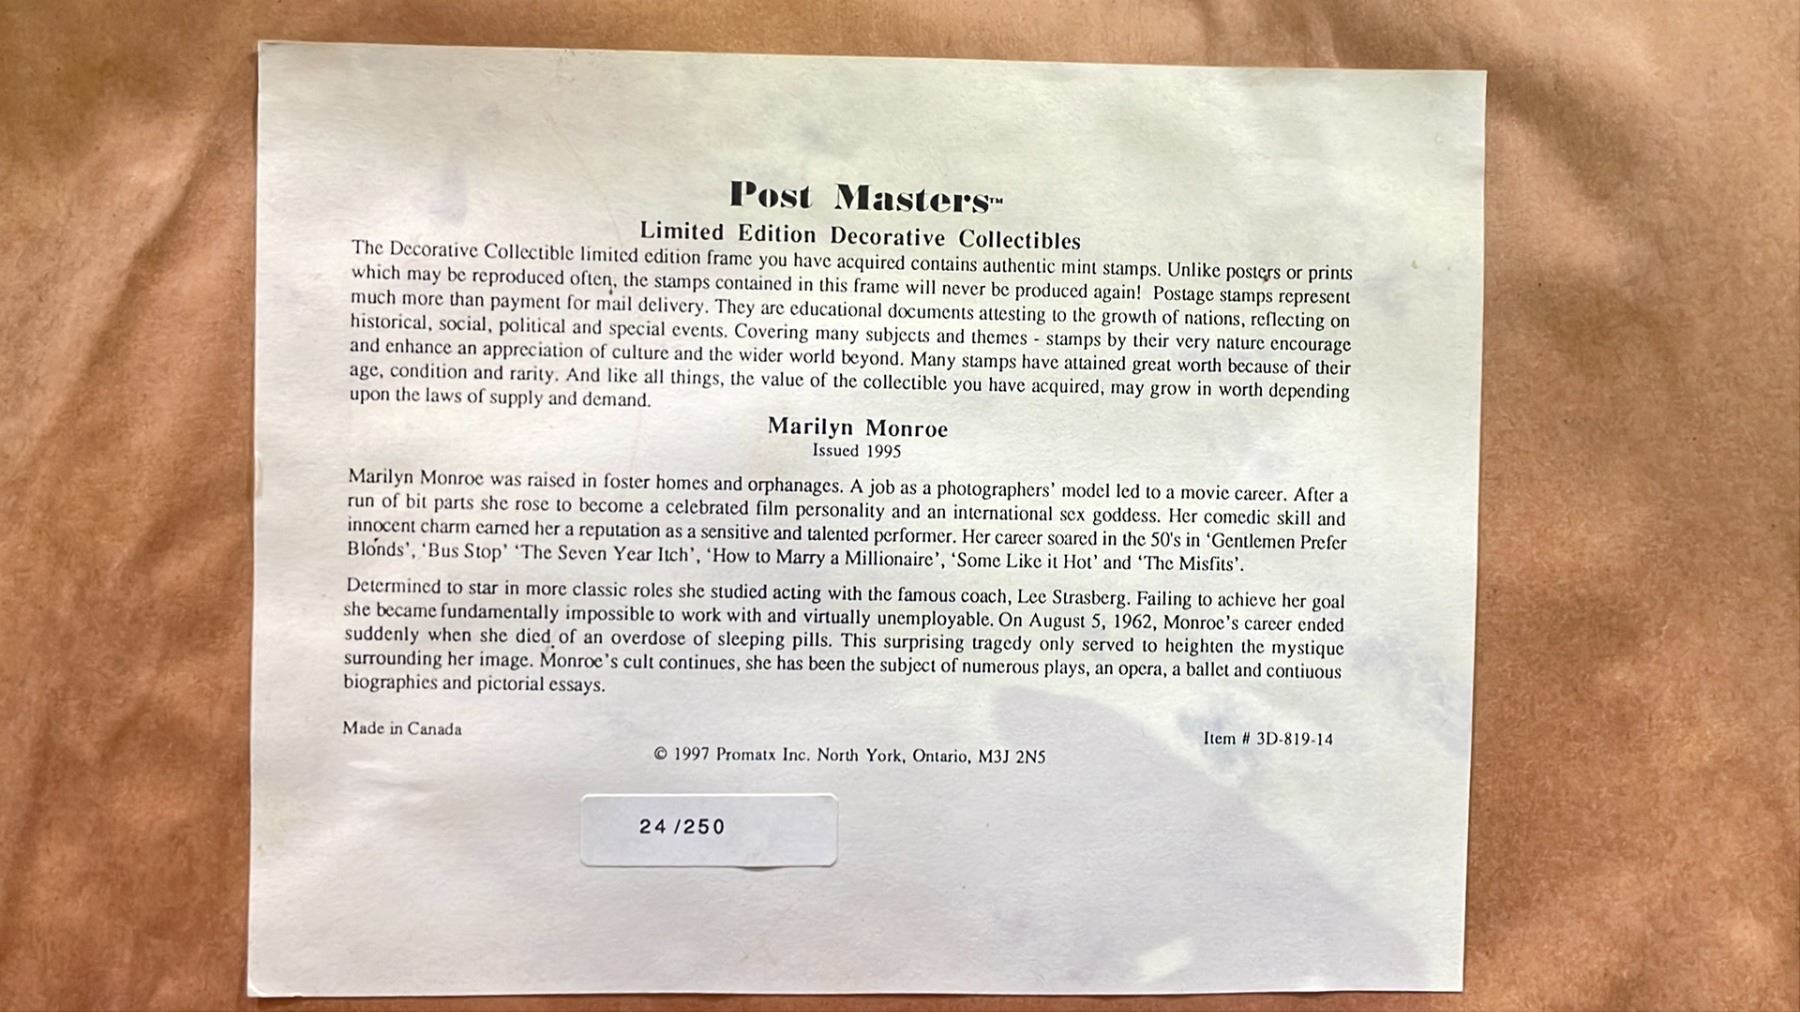 Post Masters™
Limited Edition Decorative Collectibles
The Decorative Collectible limited edition frame you have acquired contains authentic mint stamps. Unlike posters or prints
which may be reproduced often, the stamps contained in this frame will never be produced again! Postage stamps represent
much more than payment for mail delivery. They are educational documents attesting to the growth of nations, reflecting on
historical, social, political and special events. Covering many subjects and themes - stamps by their very nature encourage
and enhance an appreciation of culture and the wider world beyond. Many stamps have attained great worth because of their
age, condition and rarity. And like all things, the value of the collectible you have acquired, may grow in worth depending
upon the laws of supply and demand.
Marilyn Monroe
Issued 1995
Marilyn Monroe was raised in foster homes and orphanages. A job as a photographers' model led to a movie career. After a
run of bit parts she rose to become a celebrated film personality and an international sex goddess. Her comedic skill and
innocent charm earned her a reputation as a sensitive and talented performer. Her career soared in the 50's in ‘Gentlemen Prefer
Blonds’, ‘Bus Stop’ ‘The Seven Year Itch’, ‘How to Marry a Millionaire’, ‘Some Like it Hot’ and ‘The Misfits’.
Determined to star in more classic roles she studied acting with the famous coach, Lee Strasberg. Failing to achieve her goal
she became fundamentally impossible to work with and virtually unemployable. On August 5, 1962, Monroe’s career ended
suddenly when she died of an overdose of sleeping pills. This surprising tragedy only served to heighten the mystique
surrounding her image. Monroe’s cult continues, she has been the subject of numerous plays, an opera, a ballet and contiuous
biographies and pictorial essays.
Made in Canada
Item # 3D-819-14
© 1997 Promatx Inc. North York, Ontario, M3J 2N5
24/250